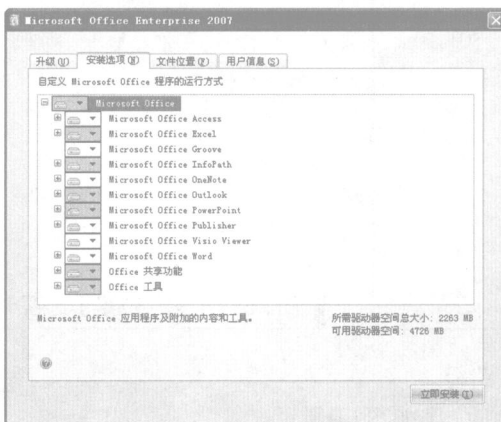 Microsoft Office Enterprise 2007
升级(U) 安装选项(N) 文件位置(F) 用户信息(S)
自定义 Microsoft Office 程序的运行方式
Microsoft Office
Microsoft Office Access
Microsoft Office Excel
Microsoft Office Groove
Microsoft Office InfoPath
Microsoft Office OneNote
Microsoft Office Outlook
Microsoft Office PowerPoint
Microsoft Office Publisher
Microsoft Office Visio Viewer
Microsoft Office Word
Office 共享功能
Office 工具
Microsoft Office 应用程序及附加的内容和工具。
所需驱动器空间总大小: 2263 MB
可用驱动器空间: 4726 MB
立即安装(I)